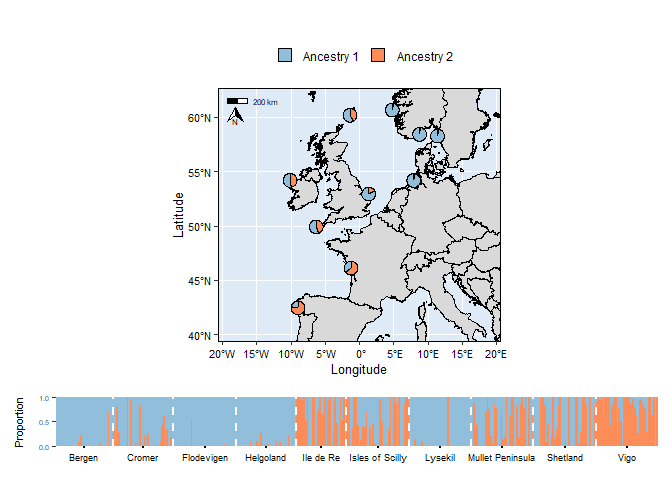 Ancestry 1 Ancestry 2
200 km
N
60°N
55°N
50°N
45°N
40°N
Latitude
20°W 15°W 10°W 5°W 0° 5°E 10°E 15°E 20°E
Longitude
Proportion
1.0
0.5
0.0
Bergen Cromer Flodevigen Helgoland Ile de Re Isles of Scilly Lysekil Mullet Peninsula Shetland Vigo